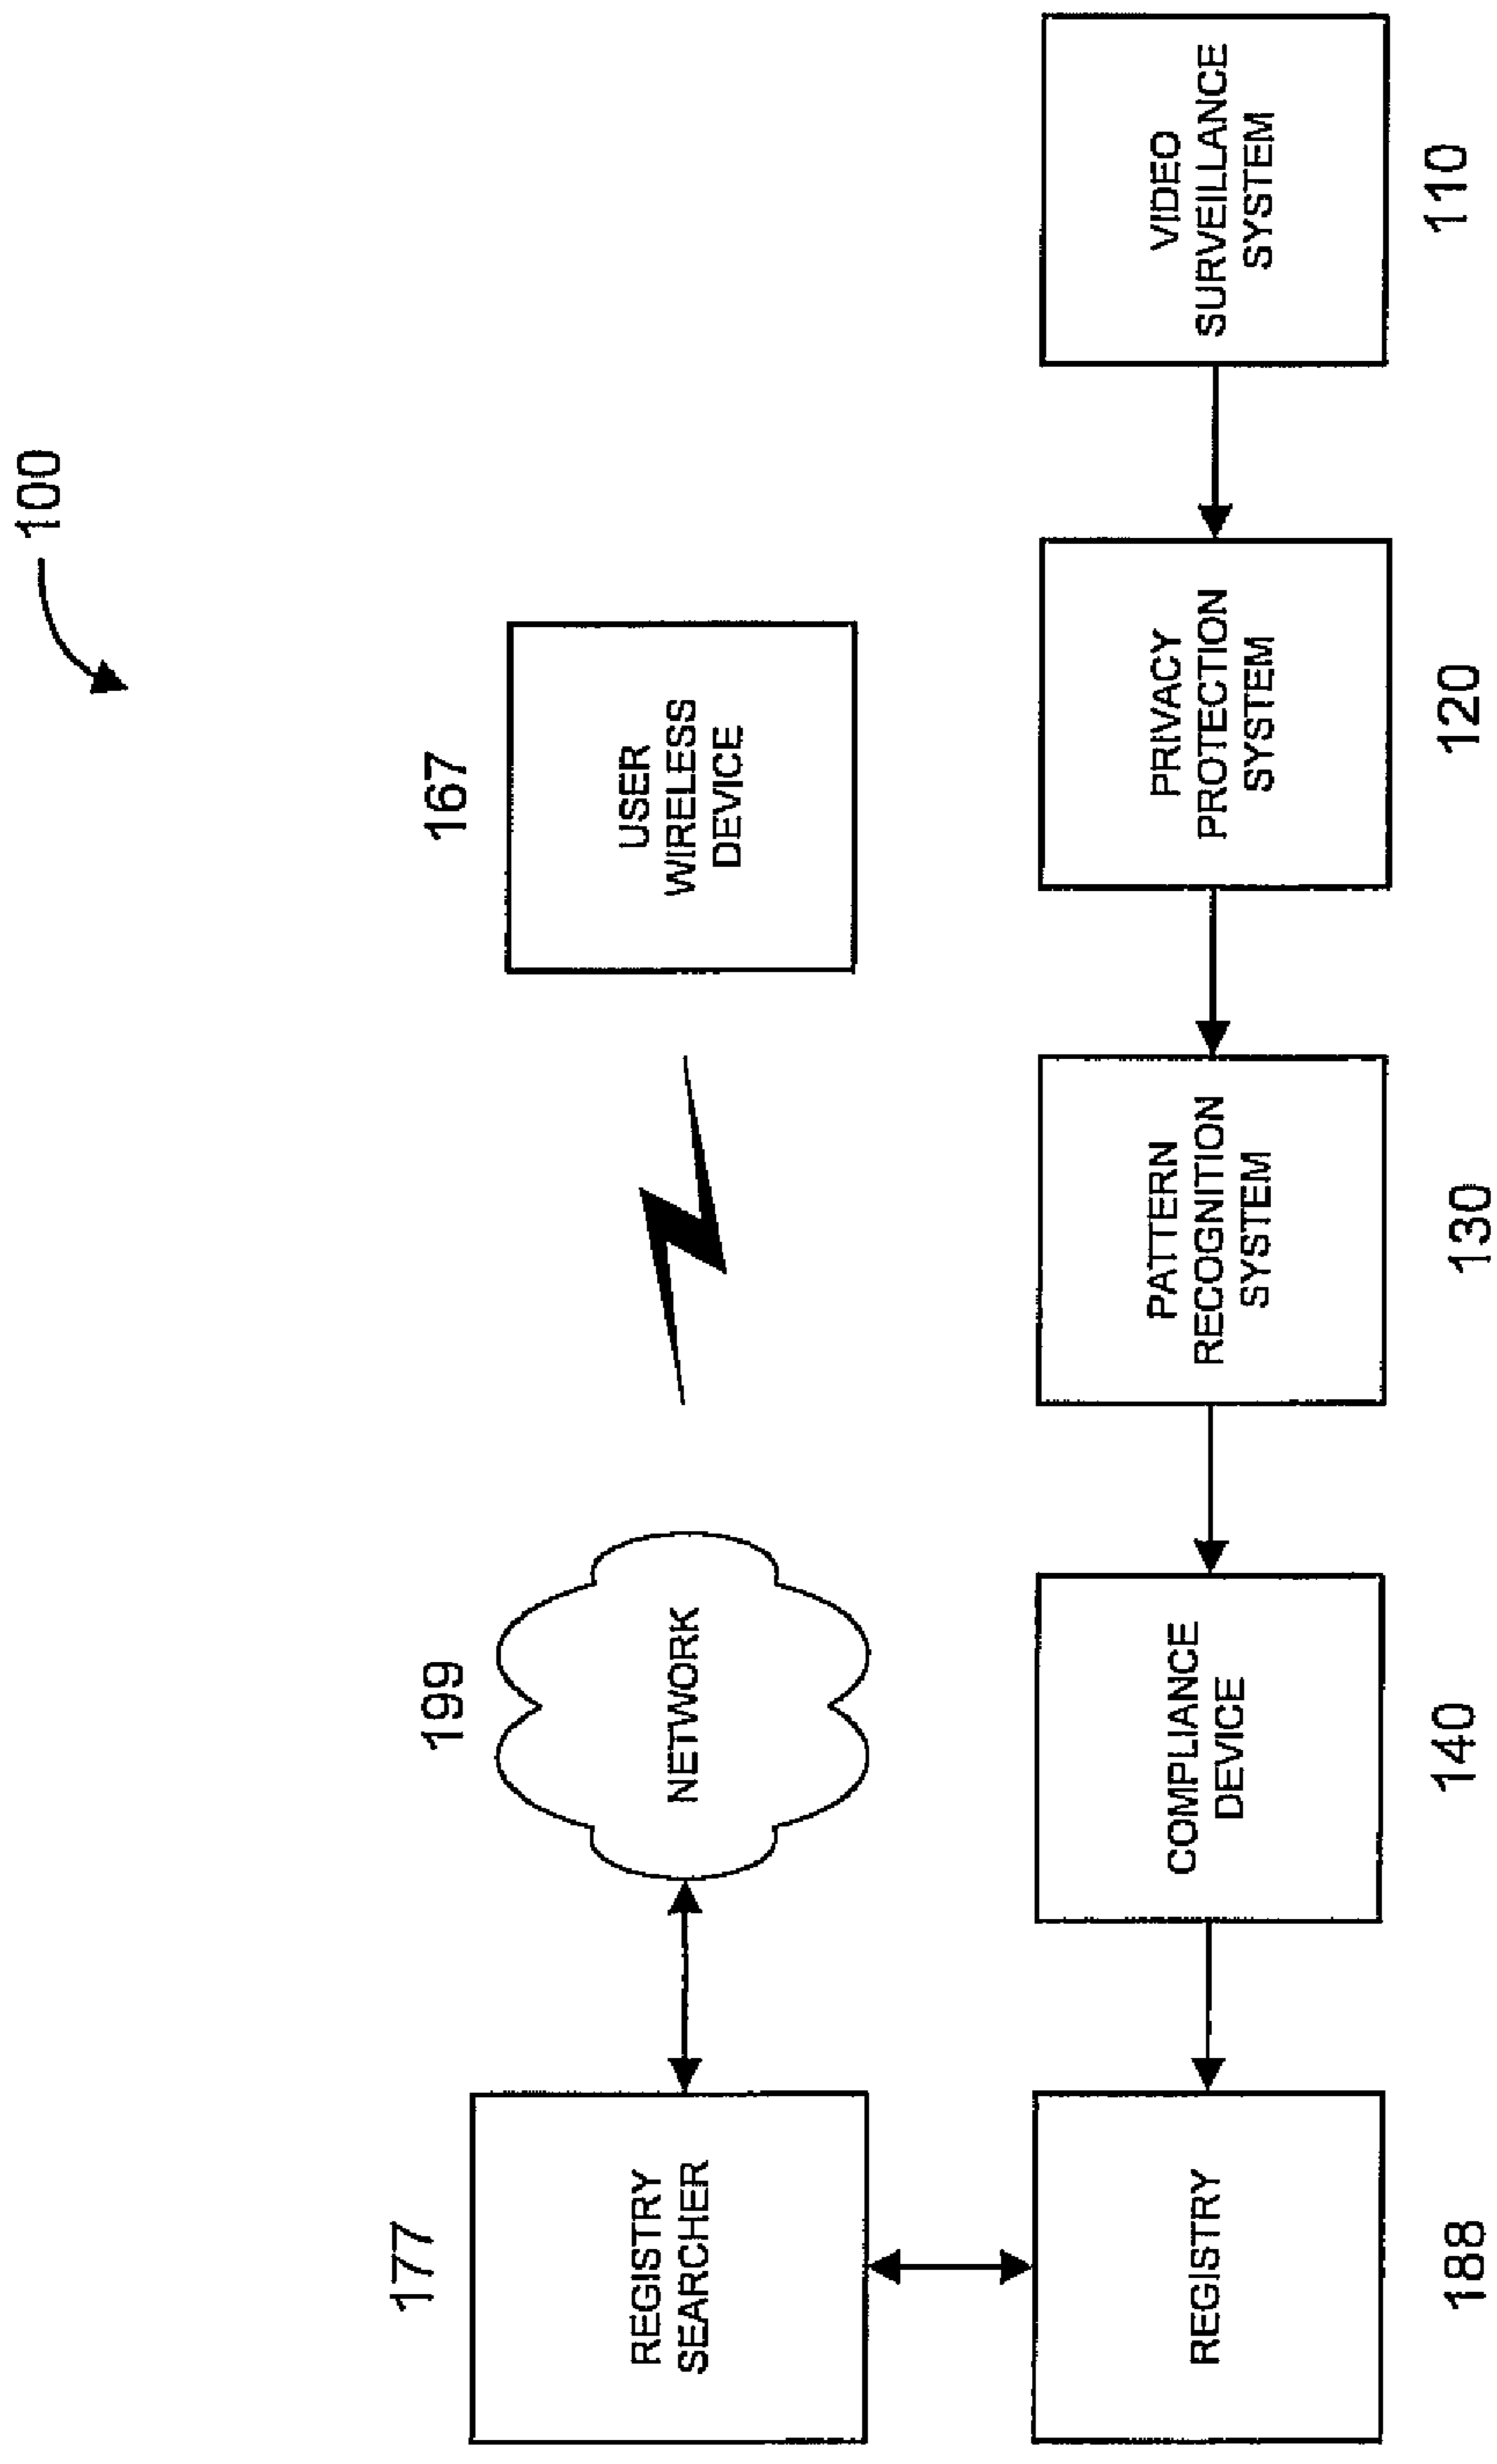 100
177
REGISTRY
SEARCHER
199
NETWORK
167
USER
WIRELESS
DEVICE
REGISTRY
188
COMPLIANCE
DEVICE
140
PATTERN
RECOGNITION
SYSTEM
130
PRIVACY
PROTECTION
SYSTEM
120
VIDEO
SURVEILLANCE
SYSTEM
110